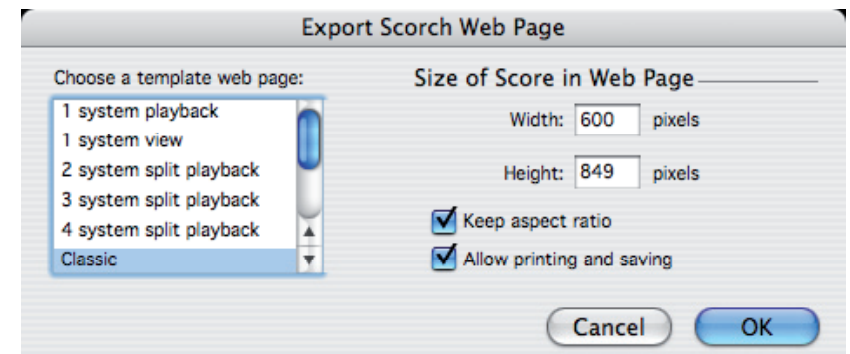 Export Scorch Web Page
Choose a template web page:
1 system playback
1 system view
2 system split playback
3 system split playback
4 system split playback
Classic
Size of Score in Web Page
Width: 600 pixels
Height: 849 pixels
Keep aspect ratio
Allow printing and saving
Cancel OK